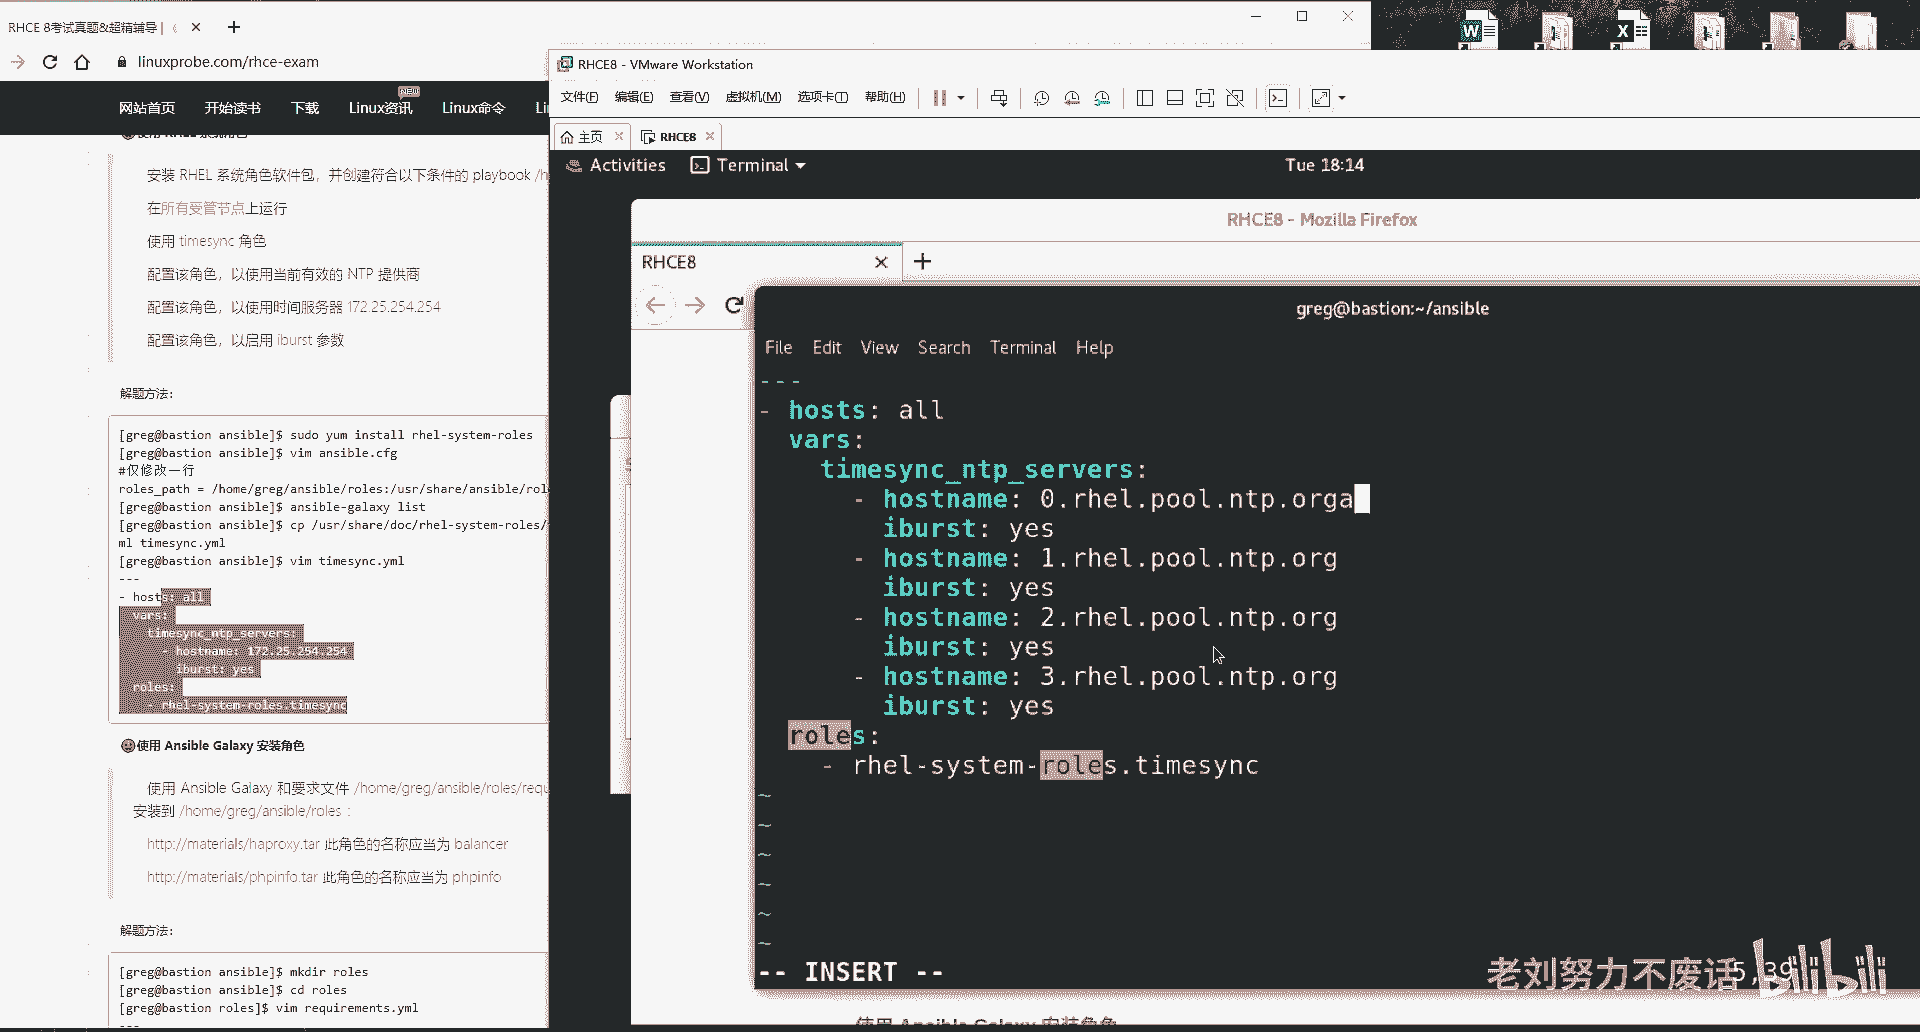 RHCE 8考试真题&超精辅导 |
linuxprobe.com/rhce-exam
网站首页 开始读书 下载 Linux资讯 NEW Linux命令
安装 RHEL 系统角色软件包，并创建符合以下条件的 playbook /h
在所有受管节点上运行
使用 timesync 角色
配置该角色，以使用当前有效的 NTP 提供商
配置该角色，以使用时间服务器 172.25.254.254
配置该角色，以启用 iburst 参数
解题方法：
[greg@bastion ansible]$ sudo yum install rhel-system-roles
[greg@bastion ansible]$ vim ansible.cfg
#仅修改一行
roles_path = /home/greg/ansible/roles:/usr/share/ansible/rol
[greg@bastion ansible]$ ansible-galaxy list
[greg@bastion ansible]$ cp /usr/share/doc/rhel-system-roles/
ml timesync.yml
[greg@bastion ansible]$ vim timesync.yml
---
- hosts: all
vars:
timesync_ntp_servers:
- hostname: 172.25.254.254
iburst: yes
roles:
- rhel-system-roles.timesync
使用 Ansible Galaxy 安装角色
使用 Ansible Galaxy 和要求文件 /home/greg/ansible/roles/requ
安装到 /home/greg/ansible/roles ：
http://materials/haproxy.tar 此角色的名称应当为 balancer
http://materials/phpinfo.tar 此角色的名称应当为 phpinfo
解题方法：
[greg@bastion ansible]$ mkdir roles
[greg@bastion ansible]$ cd roles
[greg@bastion roles]$ vim requirements.yml
---
RHCE8 - VMware Workstation
文件(F) 编辑(E) 查看(V) 虚拟机(M) 选项卡(T) 帮助(H)
主页 RHCE8
Activities Terminal Tue 18:14
RHCE8 - Mozilla Firefox
RHCE8
greg@bastion:~/ansible
File Edit View Search Terminal Help
---
- hosts: all
vars:
timesync_ntp_servers:
- hostname: 0.rhel.pool.ntp.orga
iburst: yes
- hostname: 1.rhel.pool.ntp.org
iburst: yes
- hostname: 2.rhel.pool.ntp.org
iburst: yes
- hostname: 3.rhel.pool.ntp.org
iburst: yes
roles:
- rhel-system-roles.timesync
~
~
~
~
~
~
-- INSERT -- 5,39
老刘努力不废话 bilibili
使用 Ansible Galaxy 安装角色